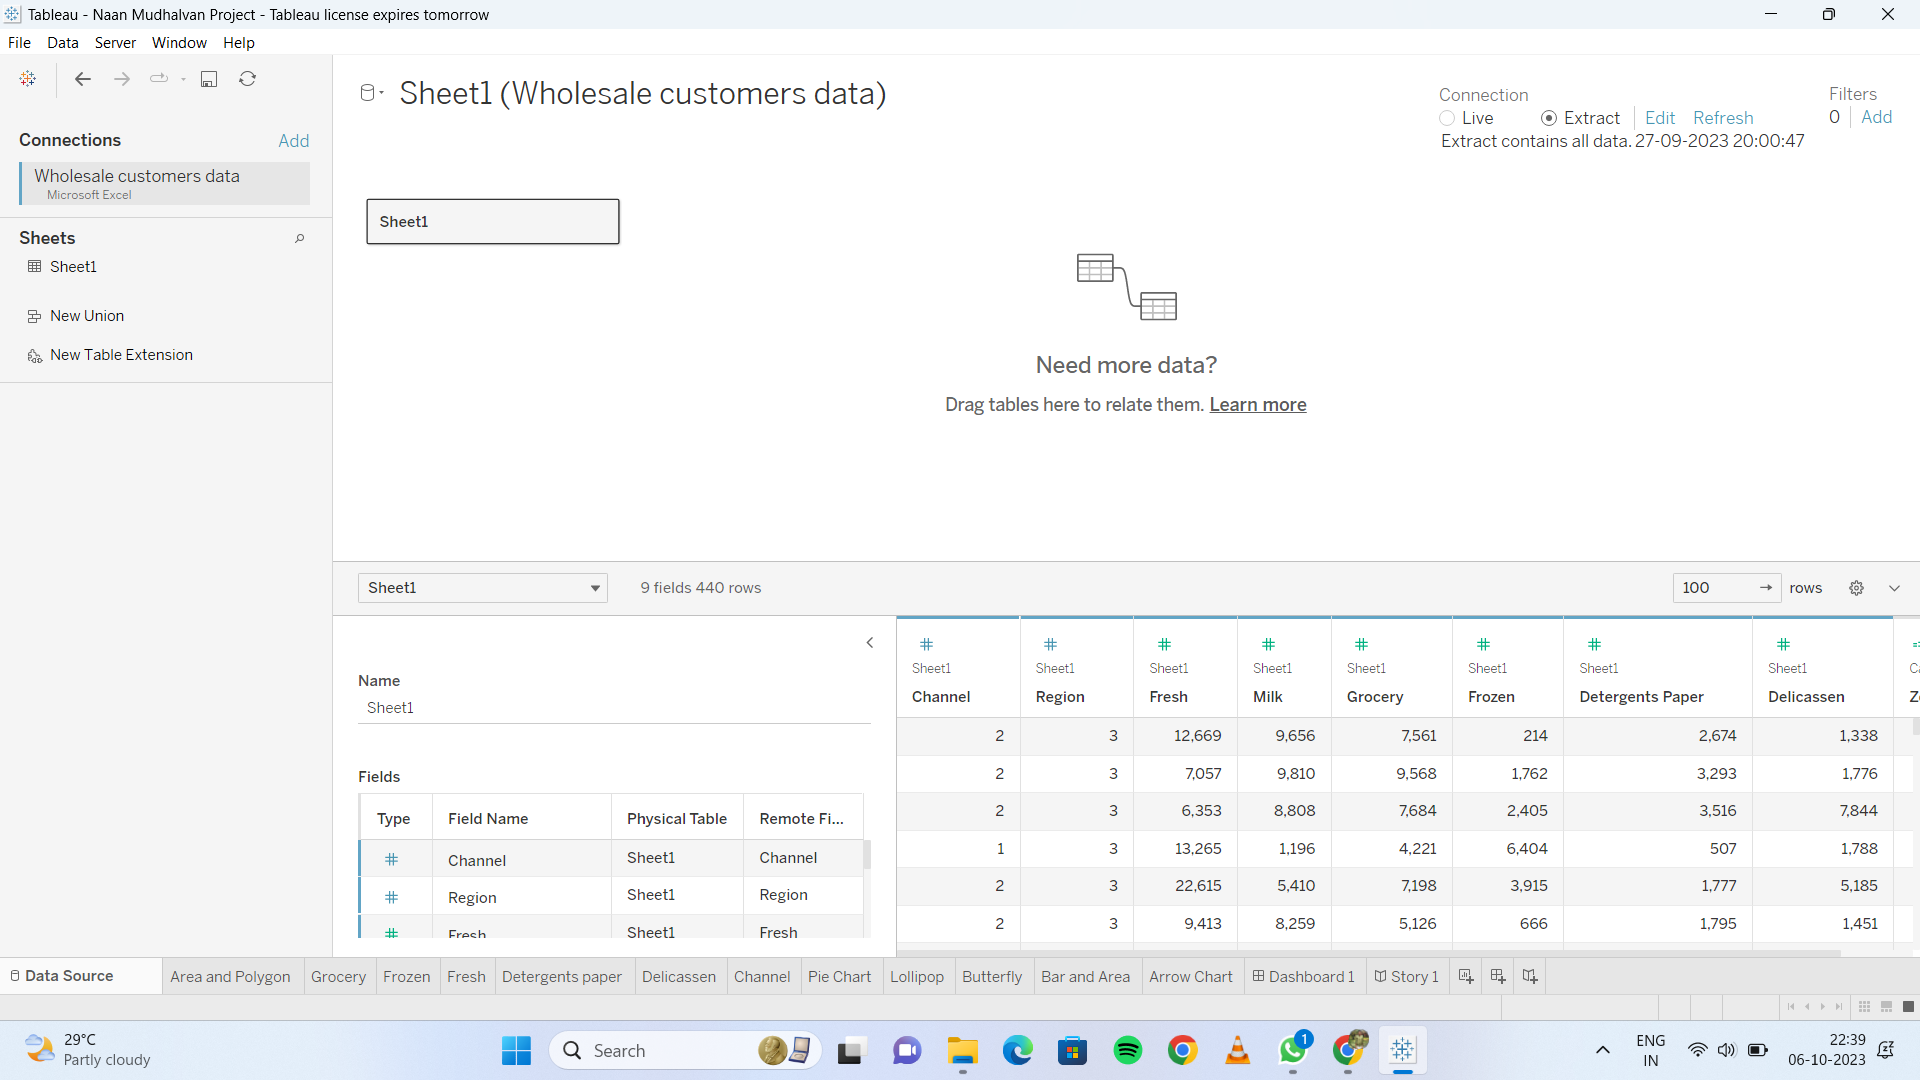 Tableau - Naan Mudhalvan Project - Tableau license expires tomorrow
File Data Server Window Help
Connections Add
Wholesale customers data
Microsoft Excel
Sheets
Sheet1
New Union
New Table Extension
Sheet1 (Wholesale customers data)
Connection
Live Extract Edit Refresh
Extract contains all data. 27-09-2023 20:00:47
Filters
0 Add
Sheet1
Need more data?
Drag tables here to relate them. Learn more
Sheet1 9 fields 440 rows 100 → rows
Name
Sheet1
Fields
Type Field Name Physical Table Remote Fi...
# Channel Sheet1 Channel
# Region Sheet1 Region
# Fresh Sheet1 Fresh
# # # # # # # #
Sheet1 Sheet1 Sheet1 Sheet1 Sheet1 Sheet1 Sheet1 Sheet1
Channel Region Fresh Milk Grocery Frozen Detergents Paper Delicassen
2 3 12,669 9,656 7,561 214 2,674 1,338
2 3 7,057 9,810 9,568 1,762 3,293 1,776
2 3 6,353 8,808 7,684 2,405 3,516 7,844
1 3 13,265 1,196 4,221 6,404 507 1,788
2 3 22,615 5,410 7,198 3,915 1,777 5,185
2 3 9,413 8,259 5,126 666 1,795 1,451
Data Source Area and Polygon Grocery Frozen Fresh Detergents paper Delicassen Channel Pie Chart Lollipop Butterfly Bar and Area Arrow Chart Dashboard 1 Story 1
29°C
Partly cloudy
Search
1
ENG
IN
22:39
06-10-2023